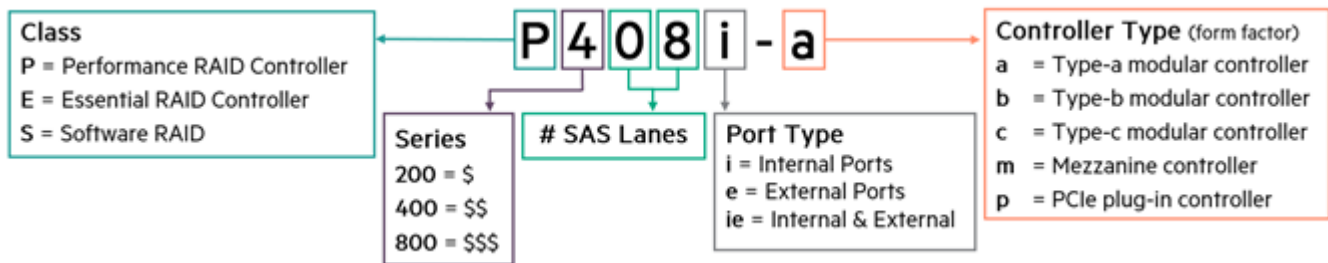 P408i-a
Class
P = Performance RAID Controller
E = Essential RAID Controller
S = Software RAID
Series
200 = $
400 = $$
800 = $$$
# SAS Lanes
Port Type
i = Internal Ports
e = External Ports
ie = Internal & External
Controller Type (form factor)
a = Type-a modular controller
b = Type-b modular controller
c = Type-c modular controller
m = Mezzanine controller
p = PCIe plug-in controller